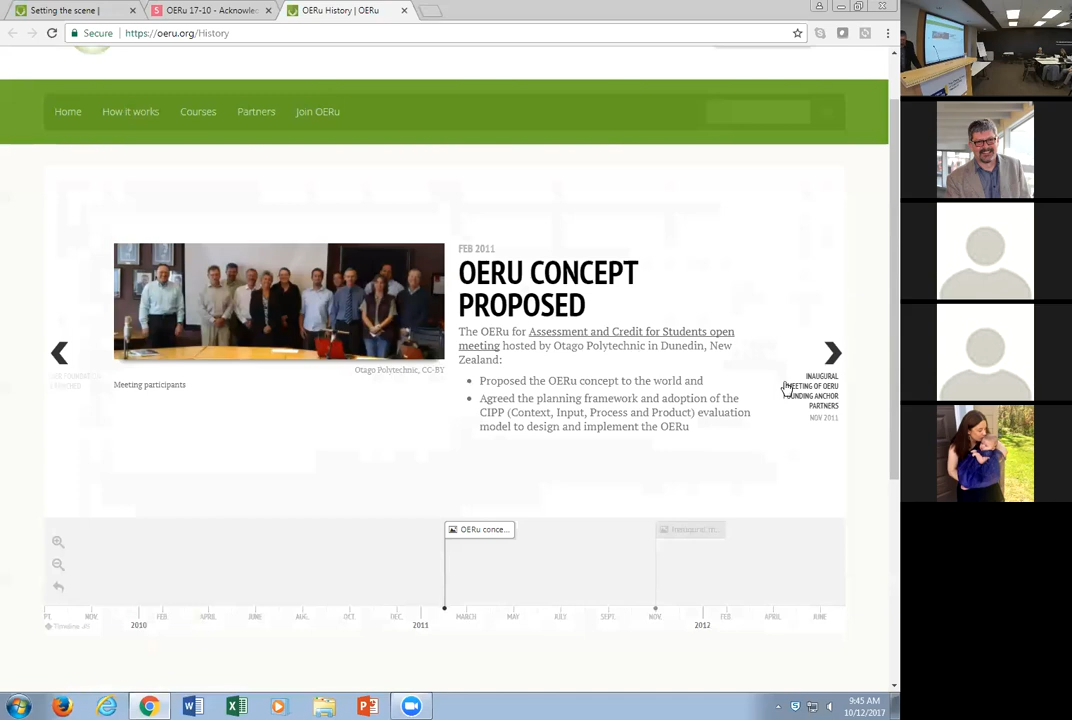 Setting the scene |
OERu 17-10 - Acknowle
OERu History | OERu
Secure
https://oeru.org/History
Home
How it works
Courses
Partners
Join OERu
FEB 2011
OERU CONCEPT
PROPOSED
The OERu for Assessment and Credit for Students open
meeting hosted by Otago Polytechnic in Dunedin, New
Zealand:
Proposed the OERu concept to the world and
Agreed the planning framework and adoption of the
CIPP (Context, Input, Process and Product) evaluation
model to design and implement the OERu
Otago Polytechnic, CC-BY
Meeting participants
INAUGURAL
MEETING OF OERU
FOUNDING ANCHOR
PARTNERS
NOV 2011
OERu conce...
PT.
NOV.
FEB
APRIL
JUNE
AUG.
OCT.
DEC.
MARCH
MAY
JULY
SEPT.
NOV.
FEB.
APRIL
JUNE
2010
2011
2012
Timeline JS
9:45 AM
10/12/2017